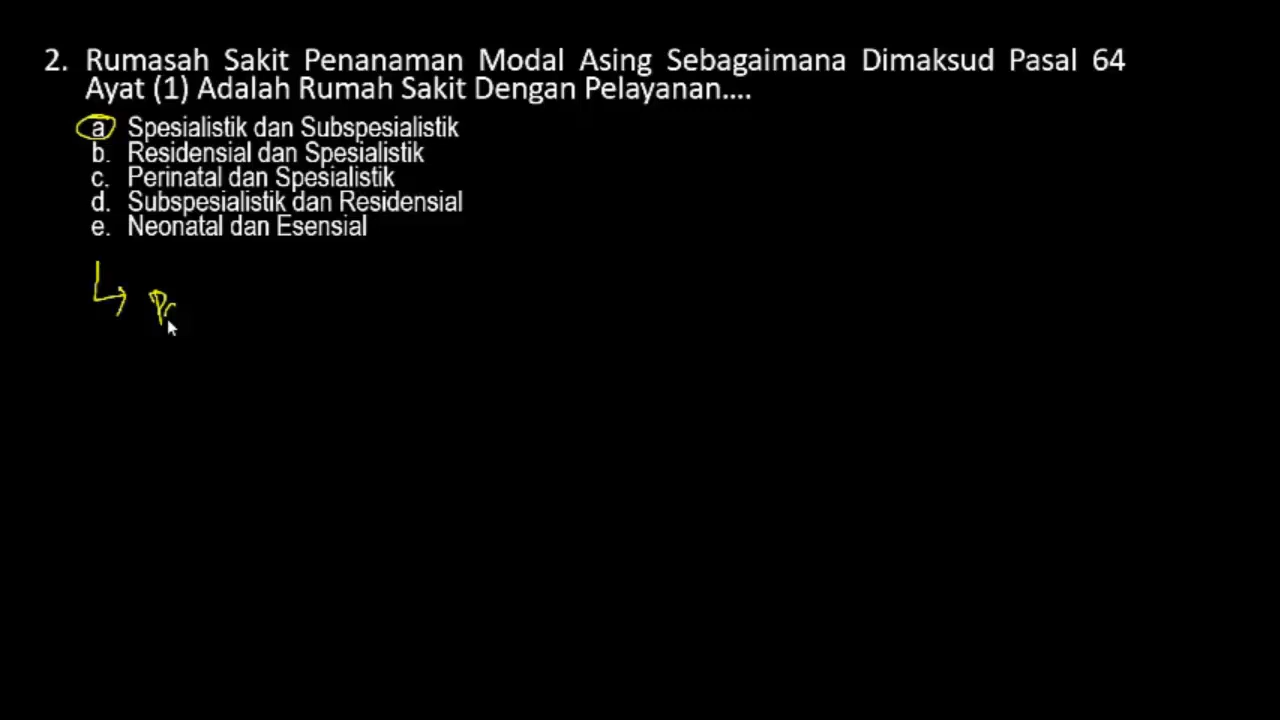 2. Rumasah Sakit Penanaman Modal Asing Sebagaimana Dimaksud Pasal 64
Ayat (1) Adalah Rumah Sakit Dengan Pelayanan....
a Spesialistik dan Subspesialistik
b. Residensial dan Spesialistik
c. Perinatal dan Spesialistik
d. Subspesialistik dan Residensial
e. Neonatal dan Esensial